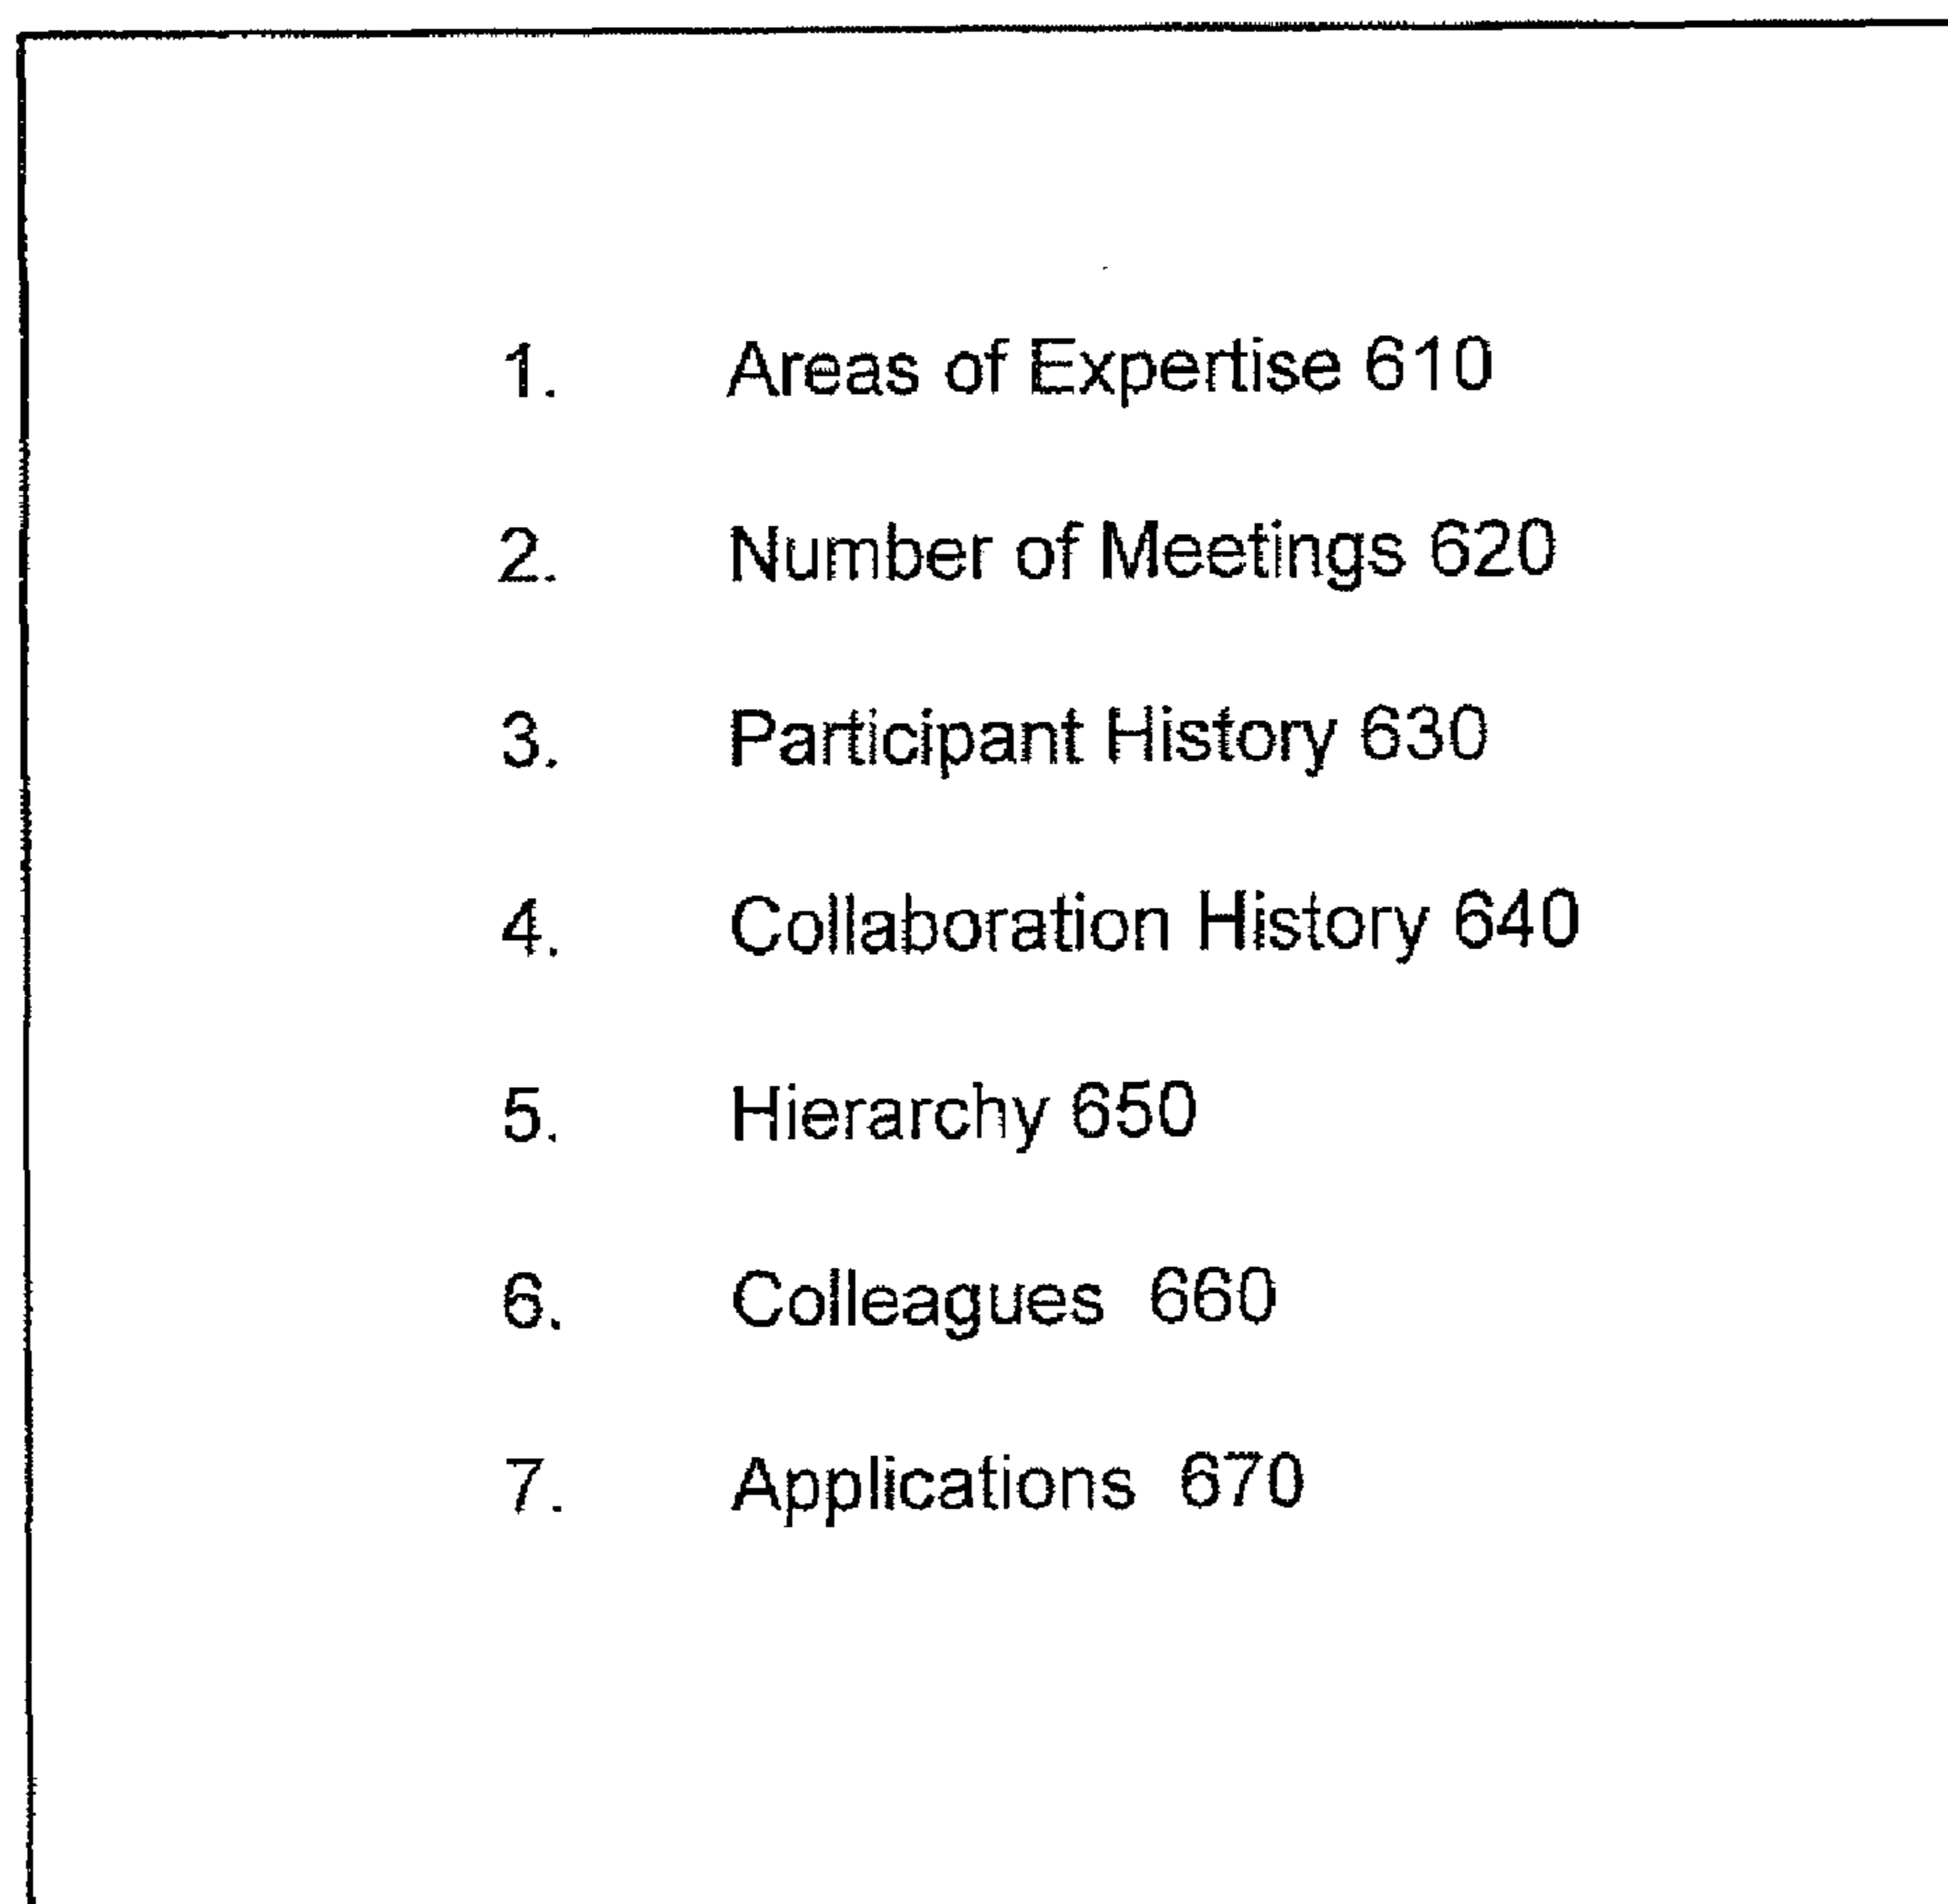 1. Areas of Expertise 610
2. Number of Meetings 620
3. Participant History 630
4. Collaboration History 640
5. Hierarchy 650
6. Colleagues 660
7. Applications 670